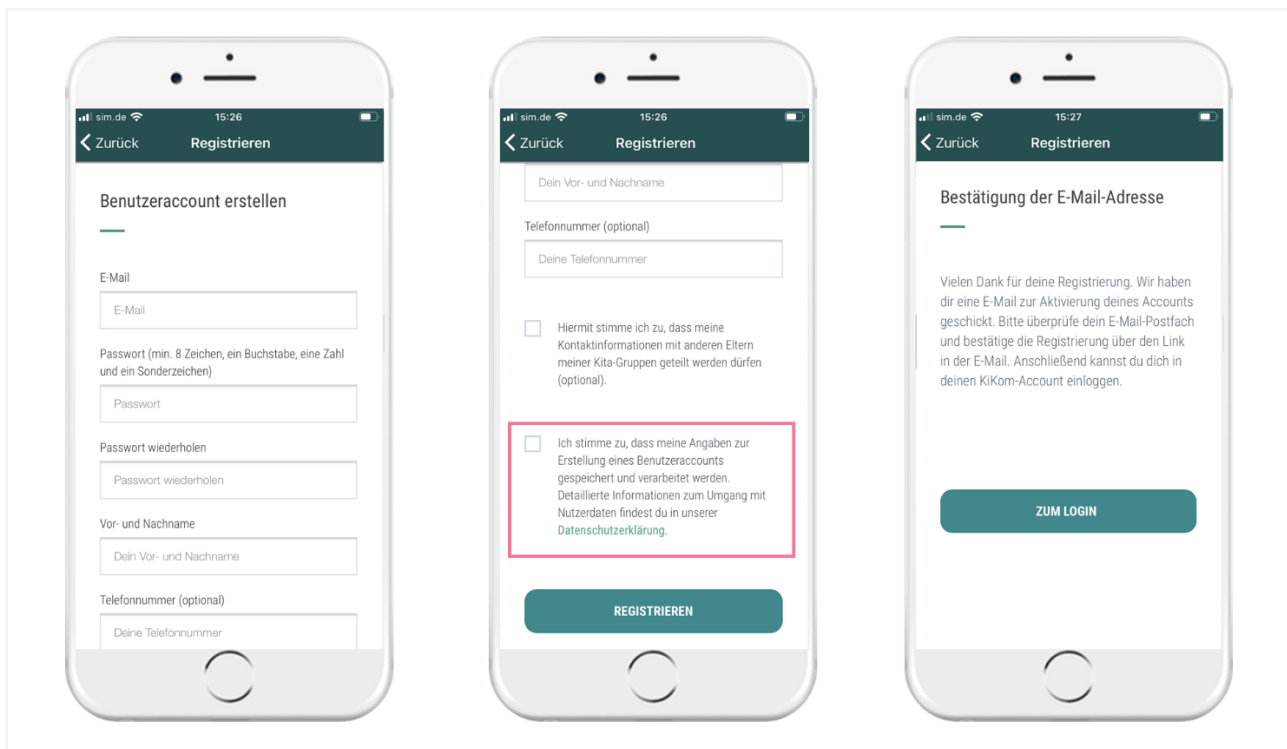 sim.de 15:26
Zurück Registrieren
Benutzeraccount erstellen
E-Mail
E-Mail
Passwort (min. 8 Zeichen, ein Buchstabe, eine Zahl
und ein Sonderzeichen)
Passwort
Passwort wiederholen
Passwort wiederholen
Vor- und Nachname
Dein Vor- und Nachname
Telefonnummer (optional)
Deine Telefonnummer
sim.de 15:26
Zurück Registrieren
Dein Vor- und Nachname
Telefonnummer (optional)
Deine Telefonnummer
Hiermit stimme ich zu, dass meine
Kontaktinformationen mit anderen Eltern
meiner Kita-Gruppen geteilt werden dürfen
(optional).
Ich stimme zu, dass meine Angaben zur
Erstellung eines Benutzeraccounts
gespeichert und verarbeitet werden.
Detaillierte Informationen zum Umgang mit
Nutzerdaten findest du in unserer
Datenschutzerklärung.
REGISTRIEREN
sim.de 15:27
Zurück Registrieren
Bestätigung der E-Mail-Adresse
Vielen Dank für deine Registrierung. Wir haben
dir eine E-Mail zur Aktivierung deines Accounts
geschickt. Bitte überprüfe dein E-Mail-Postfach
und bestätige die Registrierung über den Link
in der E-Mail. Anschließend kannst du dich in
deinen KiKom-Account einloggen.
ZUM LOGIN